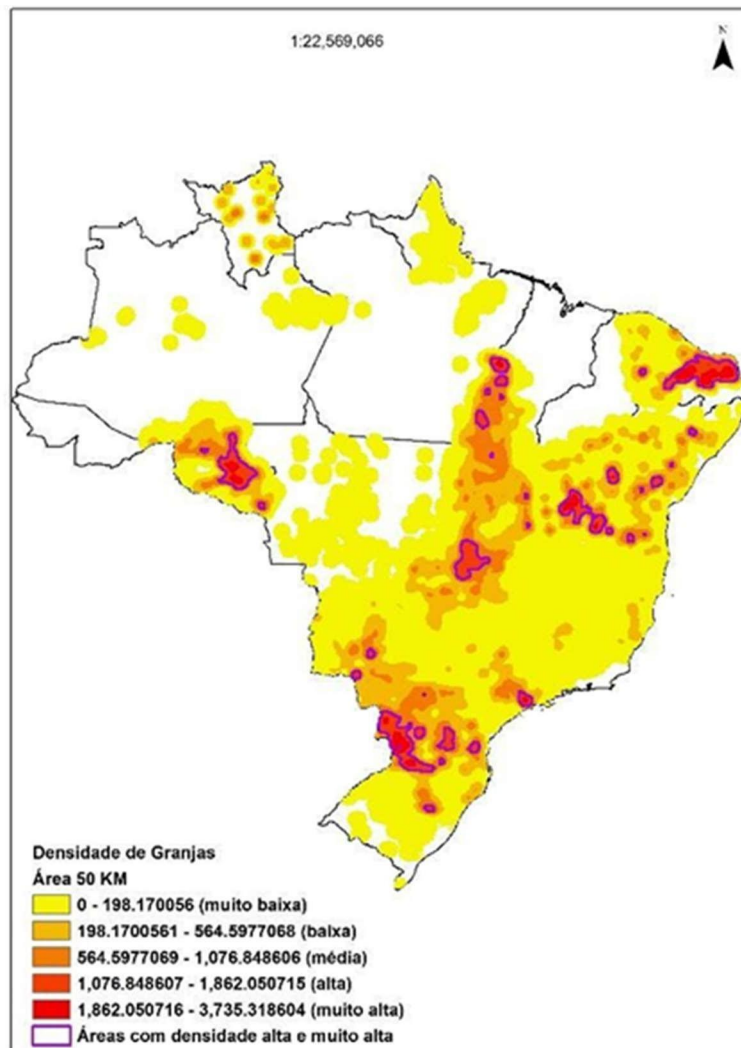 1:22,569,066
N
Densidade de Granjas
Área 50 KM
0 - 198.170056 (muito baixa)
198.1700561 - 564.5977068 (baixa)
564.5977069 - 1,076.848606 (média)
1,076.848607 - 1,862.050715 (alta)
1,862.050716 - 3,735.318604 (muito alta)
Áreas com densidade alta e muito alta